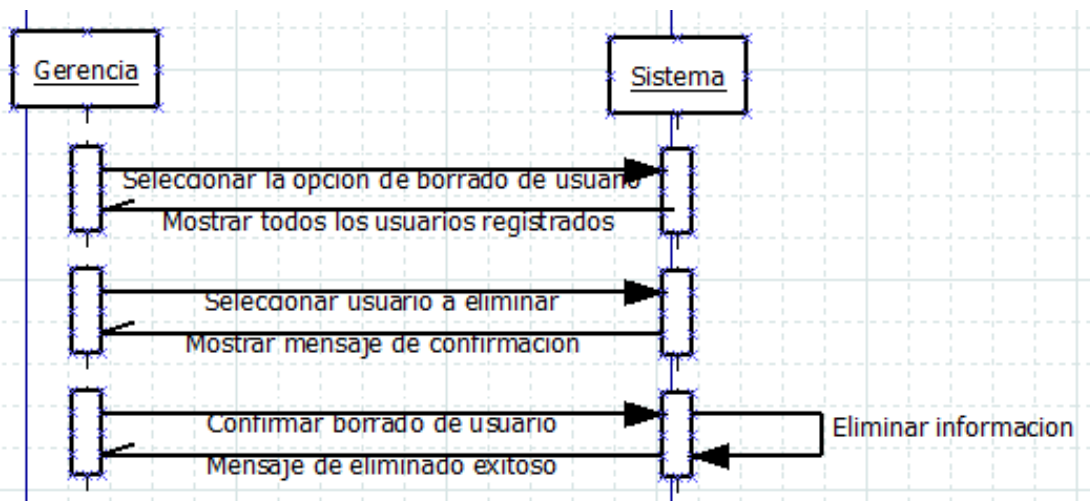 Gerencia
Sistema
Seleccionar la opcion de borrado de usuario
Mostrar todos los usuarios registrados
Seleccionar usuario a eliminar
Mostrar mensaje de confirmacion
Confirmar borrado de usuario
Eliminar informacion
Mensaje de eliminado exitoso